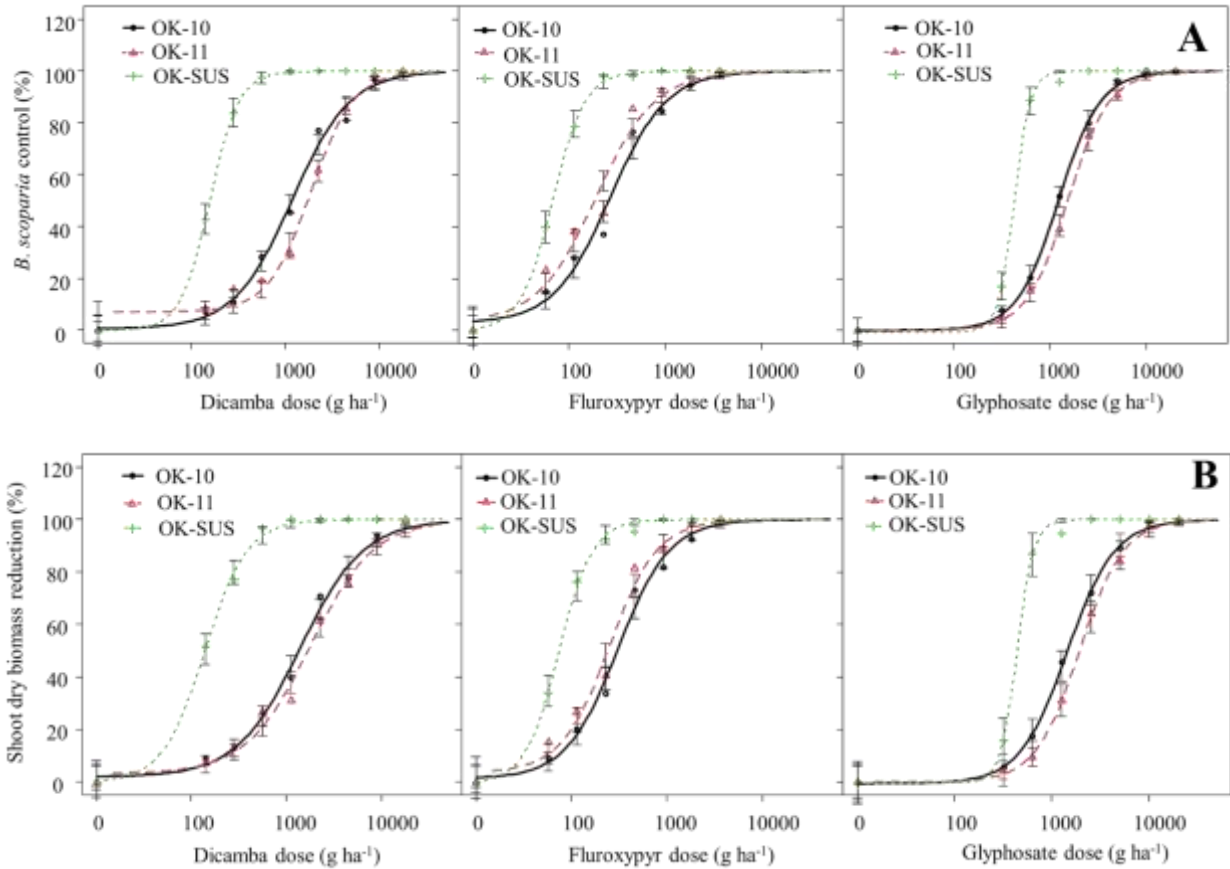 A
B. scoparia control (%)
120
100
80
60
40
20
0
OK-10
OK-11
OK-SUS
OK-10
OK-11
OK-SUS
OK-10
OK-11
OK-SUS
0 100 1000 10000
0 100 1000 10000
0 100 1000 10000
Dicamba dose (g ha⁻¹)
Fluroxypyr dose (g ha⁻¹)
Glyphosate dose (g ha⁻¹)
B
Shoot dry biomass reduction (%)
120
100
80
60
40
20
0
OK-10
OK-11
OK-SUS
OK-10
OK-11
OK-SUS
OK-10
OK-11
OK-SUS
0 100 1000 10000
0 100 1000 10000
0 100 1000 10000
Dicamba dose (g ha⁻¹)
Fluroxypyr dose (g ha⁻¹)
Glyphosate dose (g ha⁻¹)